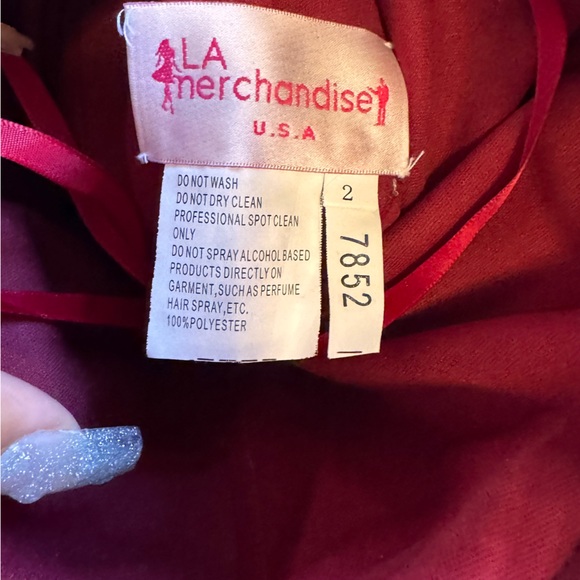 LA
merchandise
U.S.A
DO NOT WASH
DO NOT DRY CLEAN
PROFESSIONAL SPOT CLEAN
ONLY
DO NOT SPRAY ALCOHOL BASED
PRODUCTS DIRECTLY ON
GARMENT, SUCH AS PERFUME
HAIR SPRAY, ETC.
100% POLYESTER
2
7852